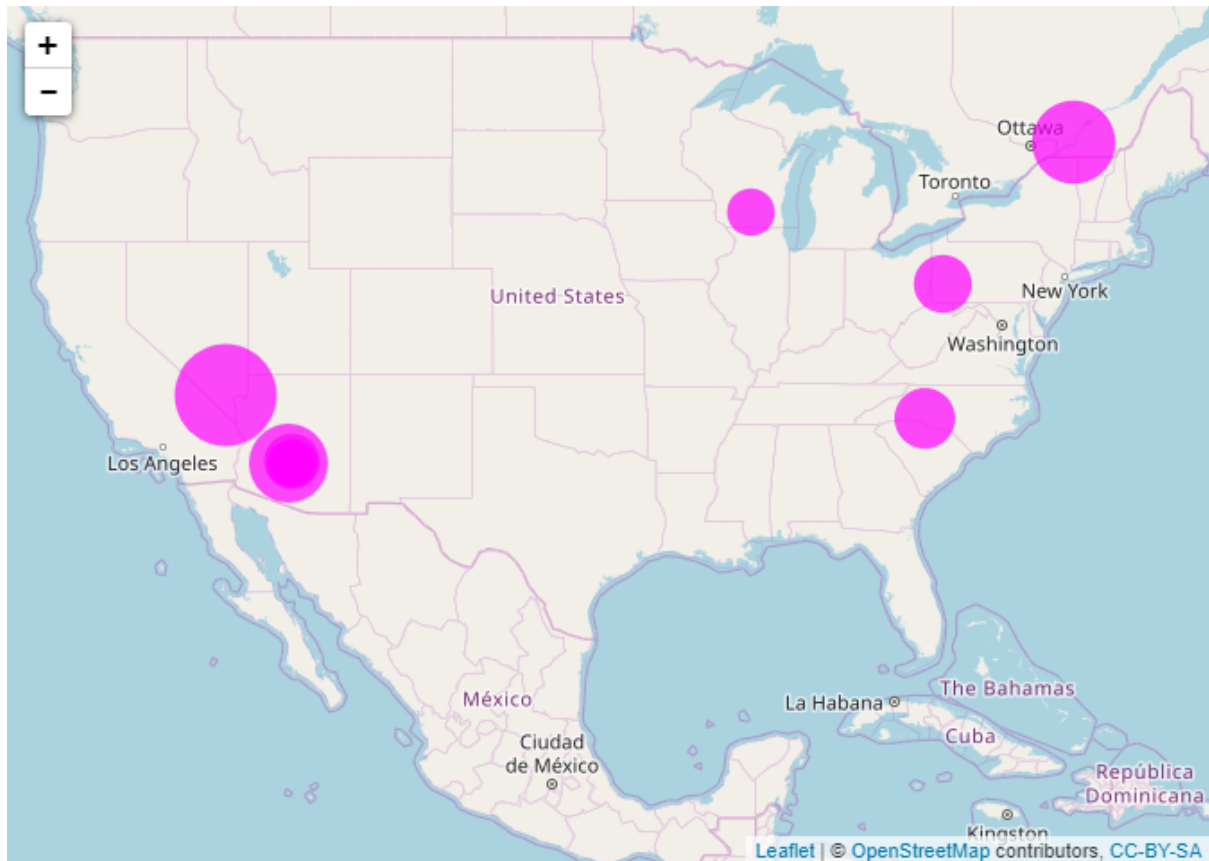 +
−
Ottawa
Toronto
United States
New York
Washington
Los Angeles
México
La Habana
The Bahamas
Cuba
Ciudad
de México
República
Dominicana
Kingston
Leaflet | © OpenStreetMap contributors, CC-BY-SA